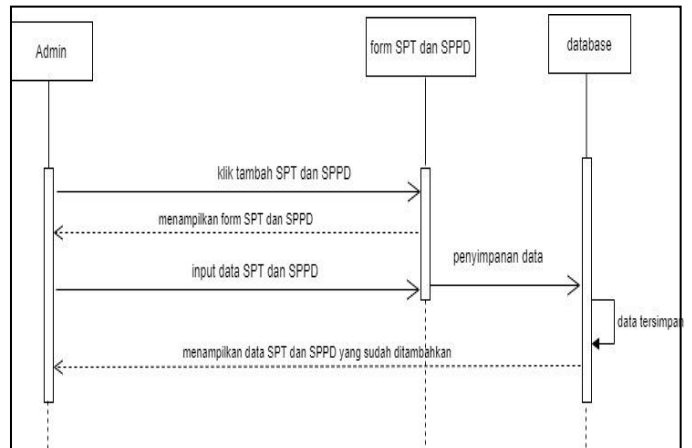 Admin
form SPT dan SPPD
database
klik tambah SPT dan SPPD
menampilkan form SPT dan SPPD
input data SPT dan SPPD
penyimpanan data
data tersimpan
menampilkan data SPT dan SPPD yang sudah ditambahkan